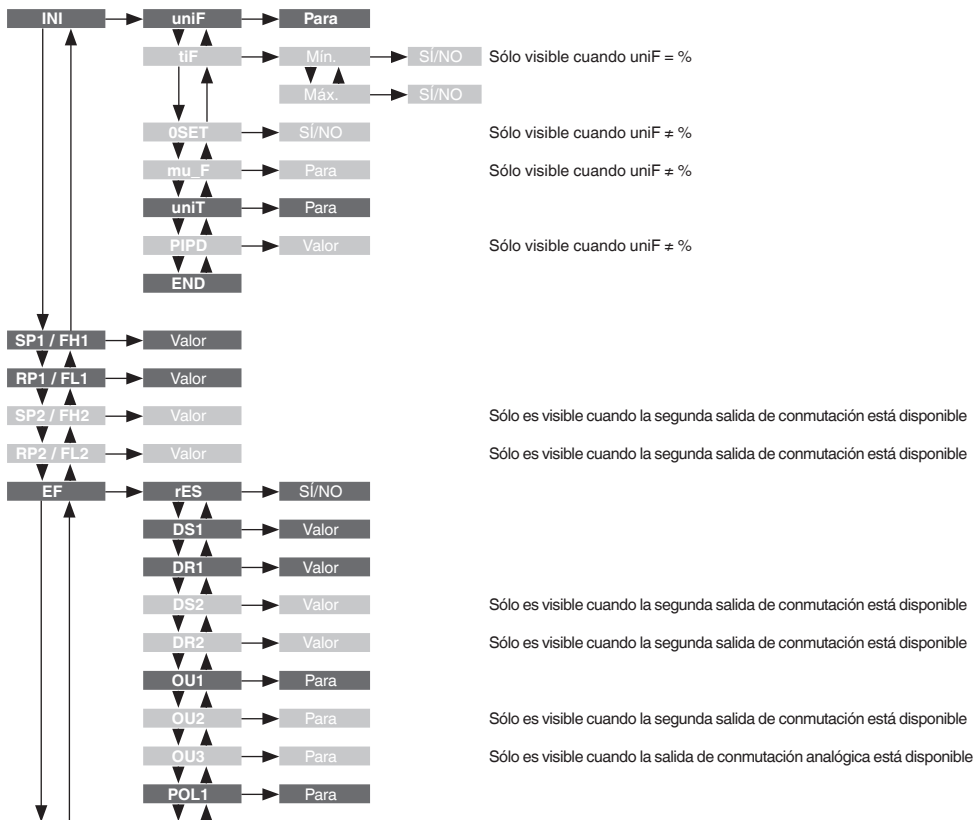 INI uniF Para
tiF Mín. SÍ/NO Sólo visible cuando uniF = %
Máx. SÍ/NO
0SET SÍ/NO Sólo visible cuando uniF ≠ %
mu_F Para Sólo visible cuando uniF ≠ %
uniT Para
PIPD Valor Sólo visible cuando uniF ≠ %
END
SP1 / FH1 Valor
RP1 / FL1 Valor
SP2 / FH2 Valor Sólo es visible cuando la segunda salida de conmutación está disponible
RP2 / FL2 Valor Sólo es visible cuando la segunda salida de conmutación está disponible
EF rES SÍ/NO
DS1 Valor
DR1 Valor
DS2 Valor Sólo es visible cuando la segunda salida de conmutación está disponible
DR2 Valor Sólo es visible cuando la segunda salida de conmutación está disponible
OU1 Para
OU2 Para Sólo es visible cuando la segunda salida de conmutación está disponible
OU3 Para Sólo es visible cuando la salida de conmutación analógica está disponible
POL1 Para